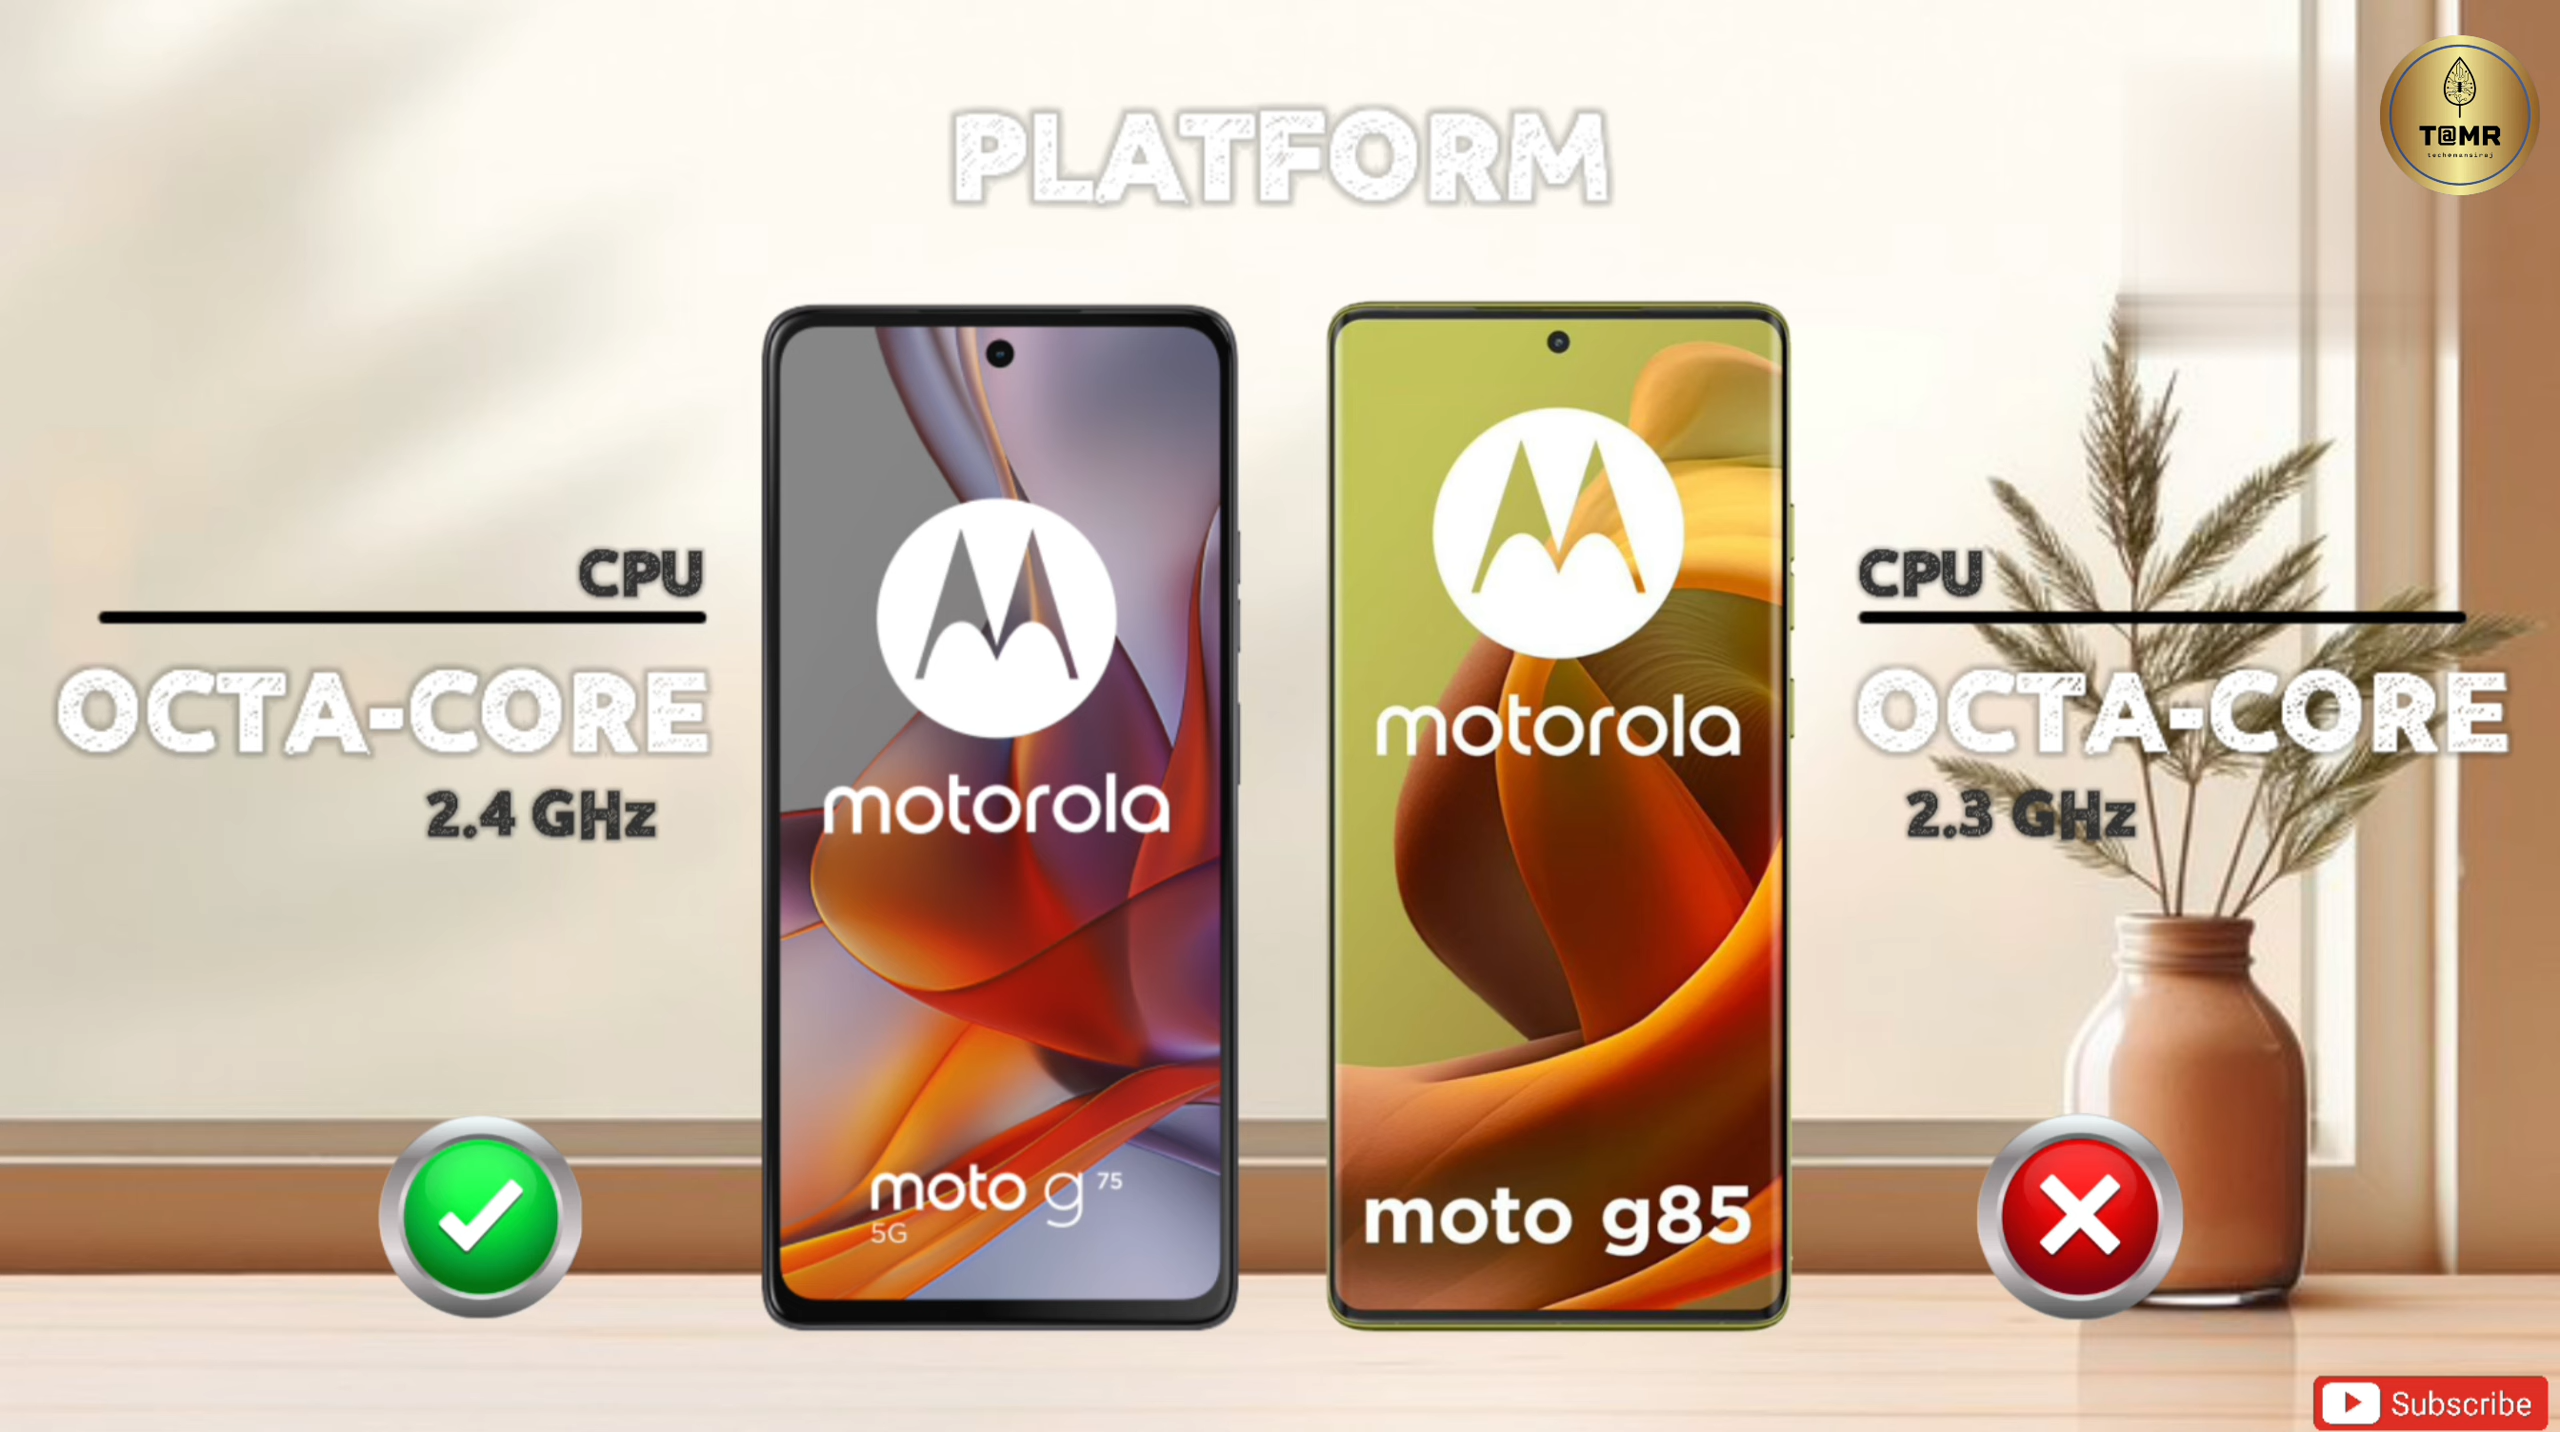 PLATFORM
T@MR
techemansiraj
CPU
OCTA-CORE
2.4 GHz
motorola
moto g 75
5G
motorola
moto g85
CPU
OCTA-CORE
2.3 GHz
Subscribe